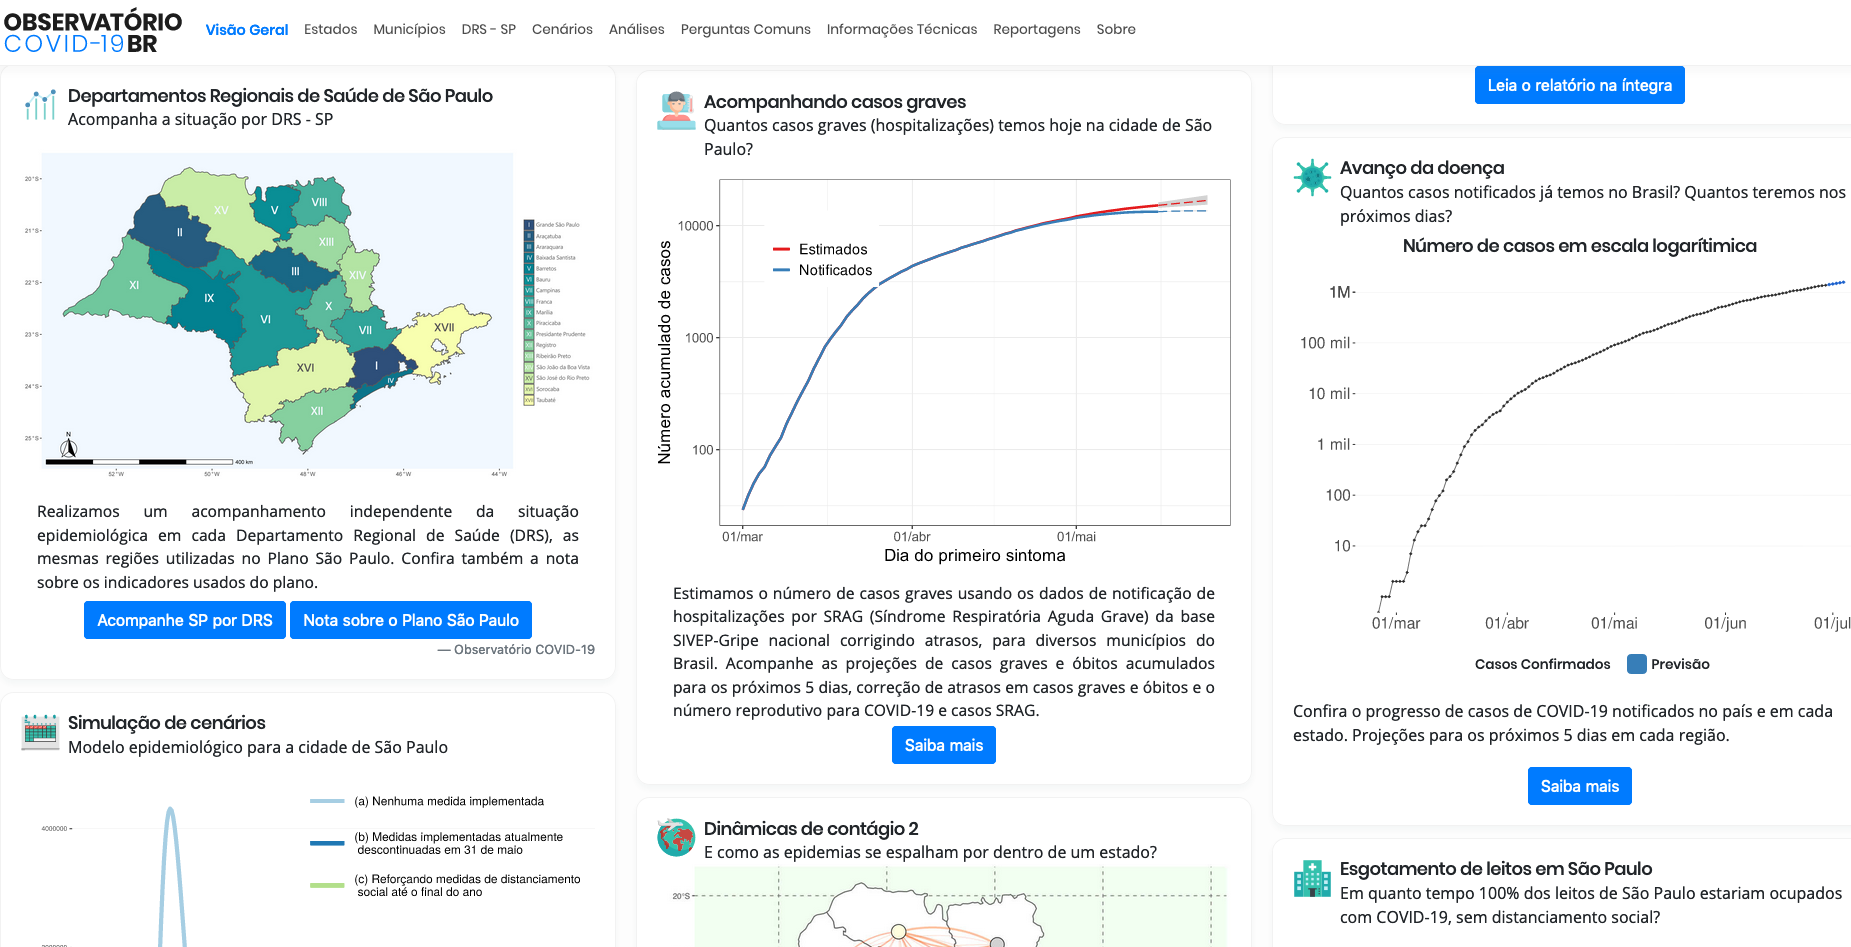 OBSERVATÓRIO
COVID-19 BR
Visão Geral
Estados
Municípios
DRS - SP
Cenários
Análises
Perguntas Comuns
Informações Técnicas
Reportagens
Sobre
Departamentos Regionais de Saúde de São Paulo
Acompanha a situação por DRS - SP
20°S
21°S
22°S
23°S
24°S
25°S
XV
V
VIII
II
XIII
III
XIV
XI
IX
X
VI
VII
XVII
XVI
I
IV
XII
N
400 km
52°W
50°W
48°W
46°W
44°W
I Grande São Paulo
II Araçatuba
III Araraquara
IV Baixada Santista
V Barretos
VI Bauru
VII Campinas
VIII Franca
IX Marília
X Piracicaba
XI Presidente Prudente
XII Registro
XIII Ribeirão Preto
XIV São João da Boa Vista
XV São José do Rio Preto
XVI Sorocaba
XVII Taubaté
Realizamos um acompanhamento independente da situação
epidemiológica em cada Departamento Regional de Saúde (DRS), as
mesmas regiões utilizadas no Plano São Paulo. Confira também a nota
sobre os indicadores usados do plano.
Acompanhe SP por DRS
Nota sobre o Plano São Paulo
— Observatório COVID-19
Simulação de cenários
Modelo epidemiológico para a cidade de São Paulo
4000000
(a) Nenhuma medida implementada
(b) Medidas implementadas atualmente
descontinuadas em 31 de maio
(c) Reforçando medidas de distanciamento
social até o final do ano
Acompanhando casos graves
Quantos casos graves (hospitalizações) temos hoje na cidade de São
Paulo?
Número acumulado de casos
10000
1000
100
Estimados
Notificados
01/mar
01/abr
01/mai
Dia do primeiro sintoma
Estimamos o número de casos graves usando os dados de notificação de
hospitalizações por SRAG (Síndrome Respiratória Aguda Grave) da base
SIVEP-Gripe nacional corrigindo atrasos, para diversos municípios do
Brasil. Acompanhe as projeções de casos graves e óbitos acumulados
para os próximos 5 dias, correção de atrasos em casos graves e óbitos e o
número reprodutivo para COVID-19 e casos SRAG.
Saiba mais
Dinâmicas de contágio 2
E como as epidemias se espalham por dentro de um estado?
20°S
Leia o relatório na íntegra
Avanço da doença
Quantos casos notificados já temos no Brasil? Quantos teremos nos
próximos dias?
Número de casos em escala logarítimica
1M
100 mil
10 mil
1 mil
100
10
01/mar
01/abr
01/mai
01/jun
01/jul
Casos Confirmados
Previsão
Confira o progresso de casos de COVID-19 notificados no país e em cada
estado. Projeções para os próximos 5 dias em cada região.
Saiba mais
Esgotamento de leitos em São Paulo
Em quanto tempo 100% dos leitos de São Paulo estariam ocupados
com COVID-19, sem distanciamento social?